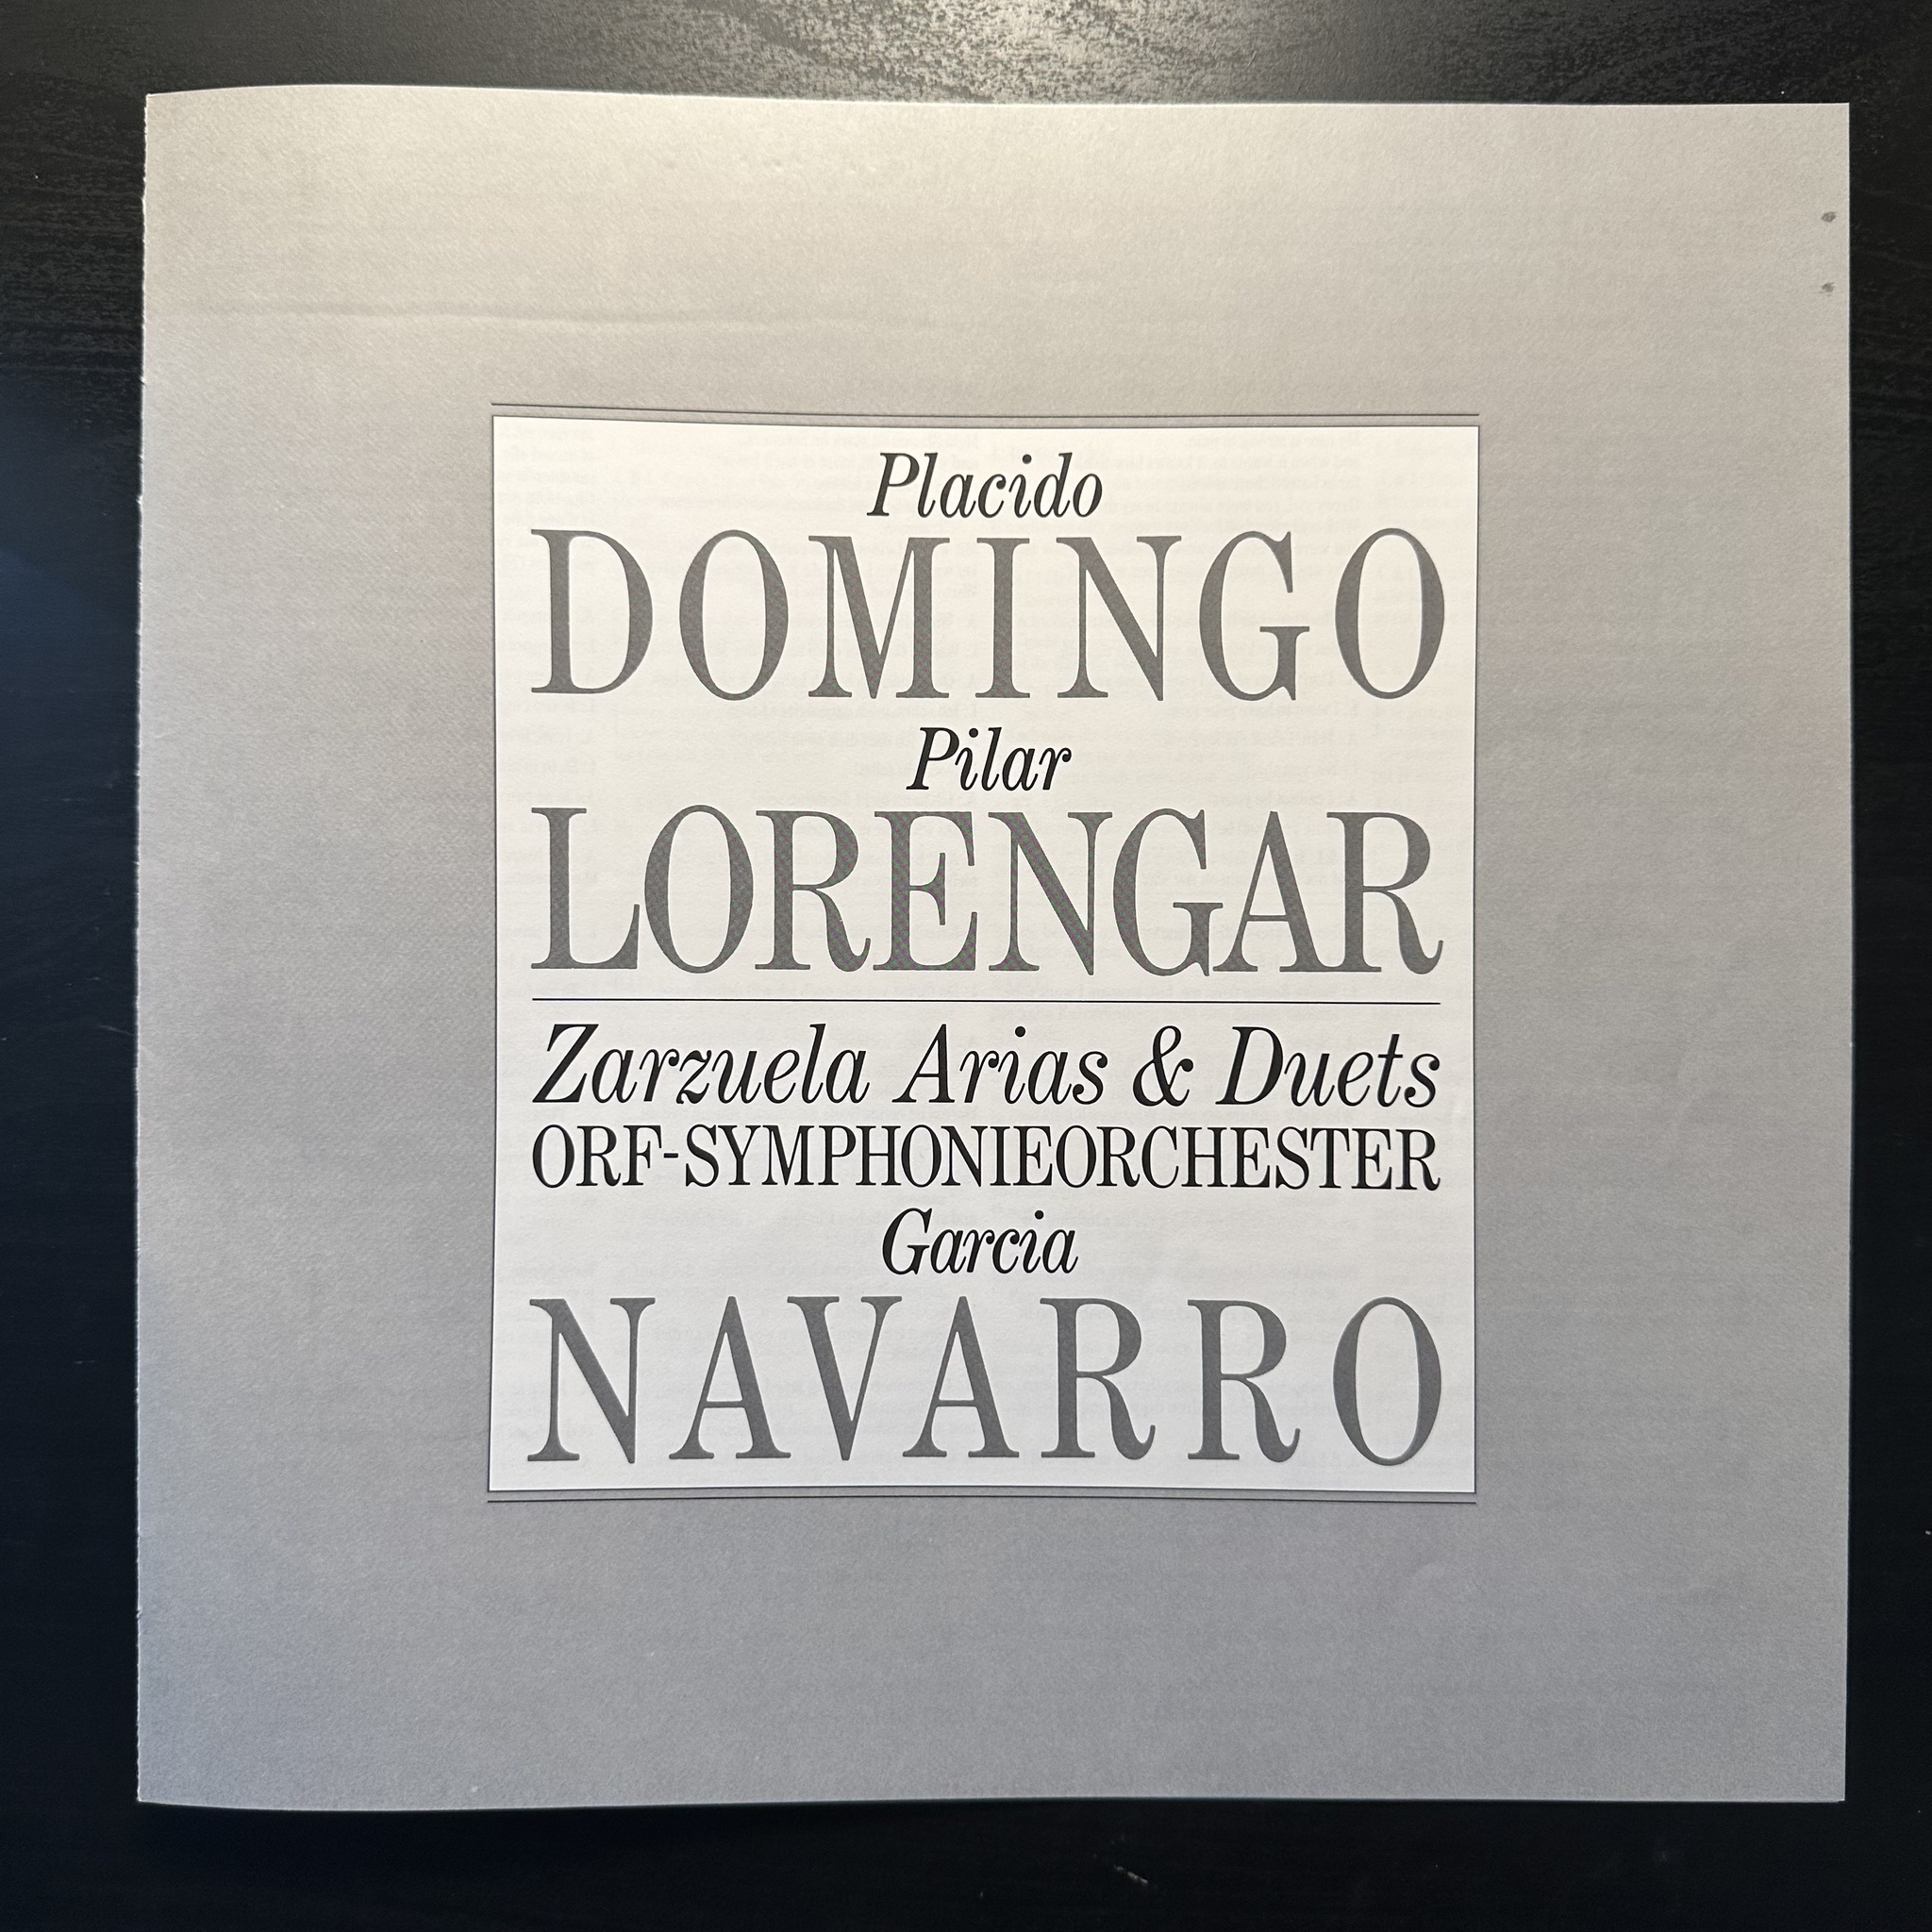 Placido
DOMINGO
Pilar
LORENGAR
Zarzuela Arias & Duets
ORF-SYMPHONIEORCHESTER
Garcia
NAVARRO